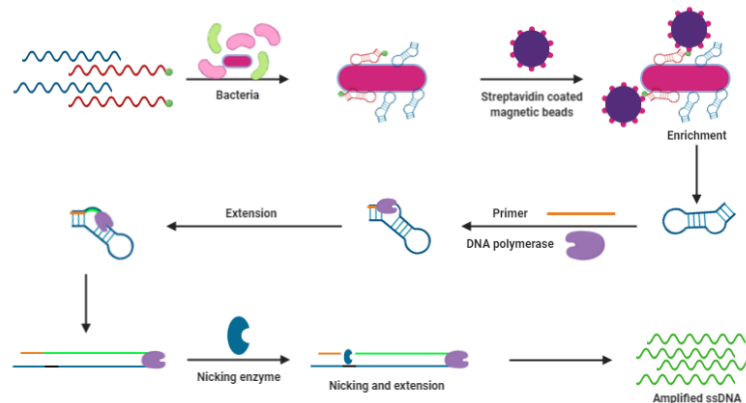 Bacteria
Streptavidin coated
magnetic beads
Enrichment
Extension
Primer
DNA polymerase
Nicking enzyme
Nicking and extension
Amplified ssDNA